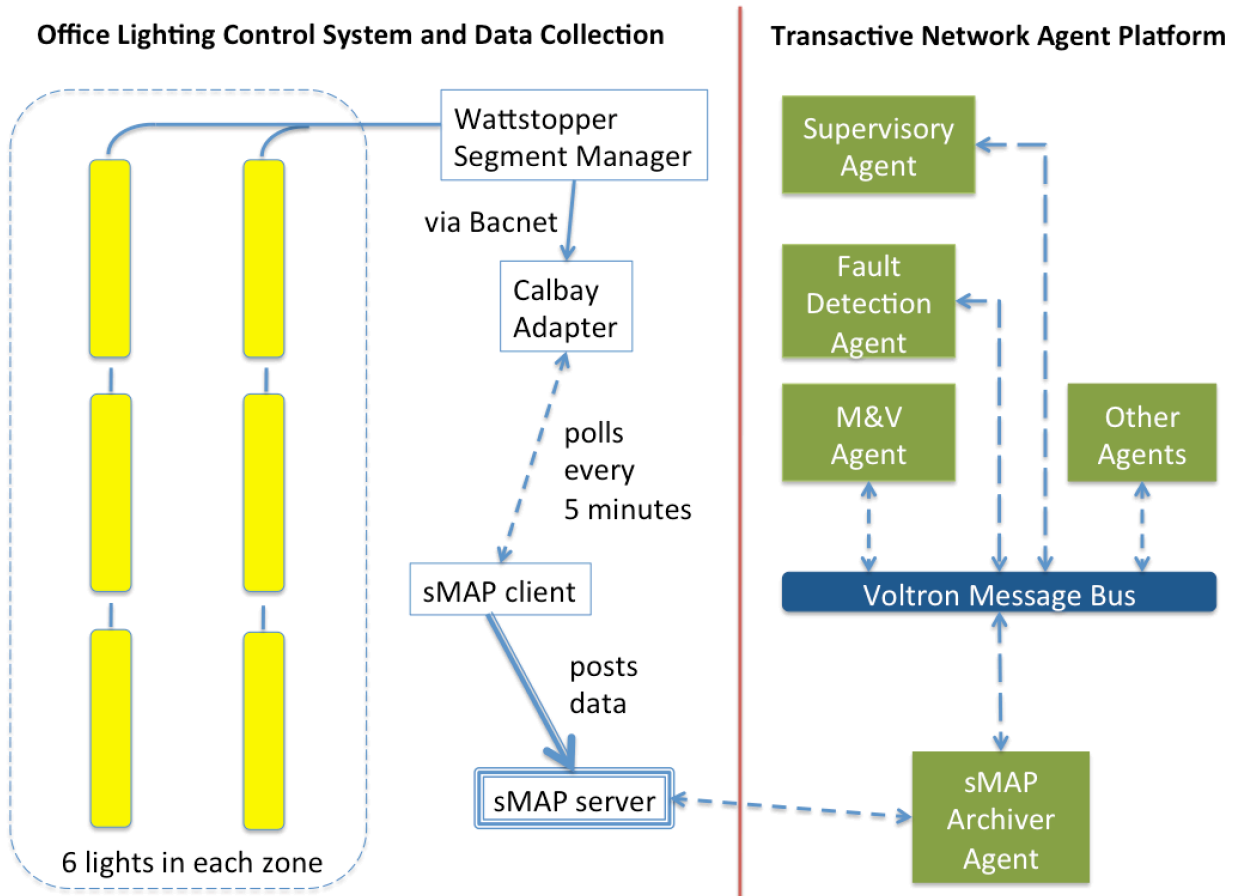 Office Lighting Control System and Data Collection
Transactive Network Agent Platform
Wattstopper
Segment Manager
via Bacnet
Calbay
Adapter
polls
every
5 minutes
sMAP client
posts
data
sMAP server
6 lights in each zone
Supervisory
Agent
Fault
Detection
Agent
M&V
Agent
Other
Agents
Voltron Message Bus
sMAP
Archiver
Agent